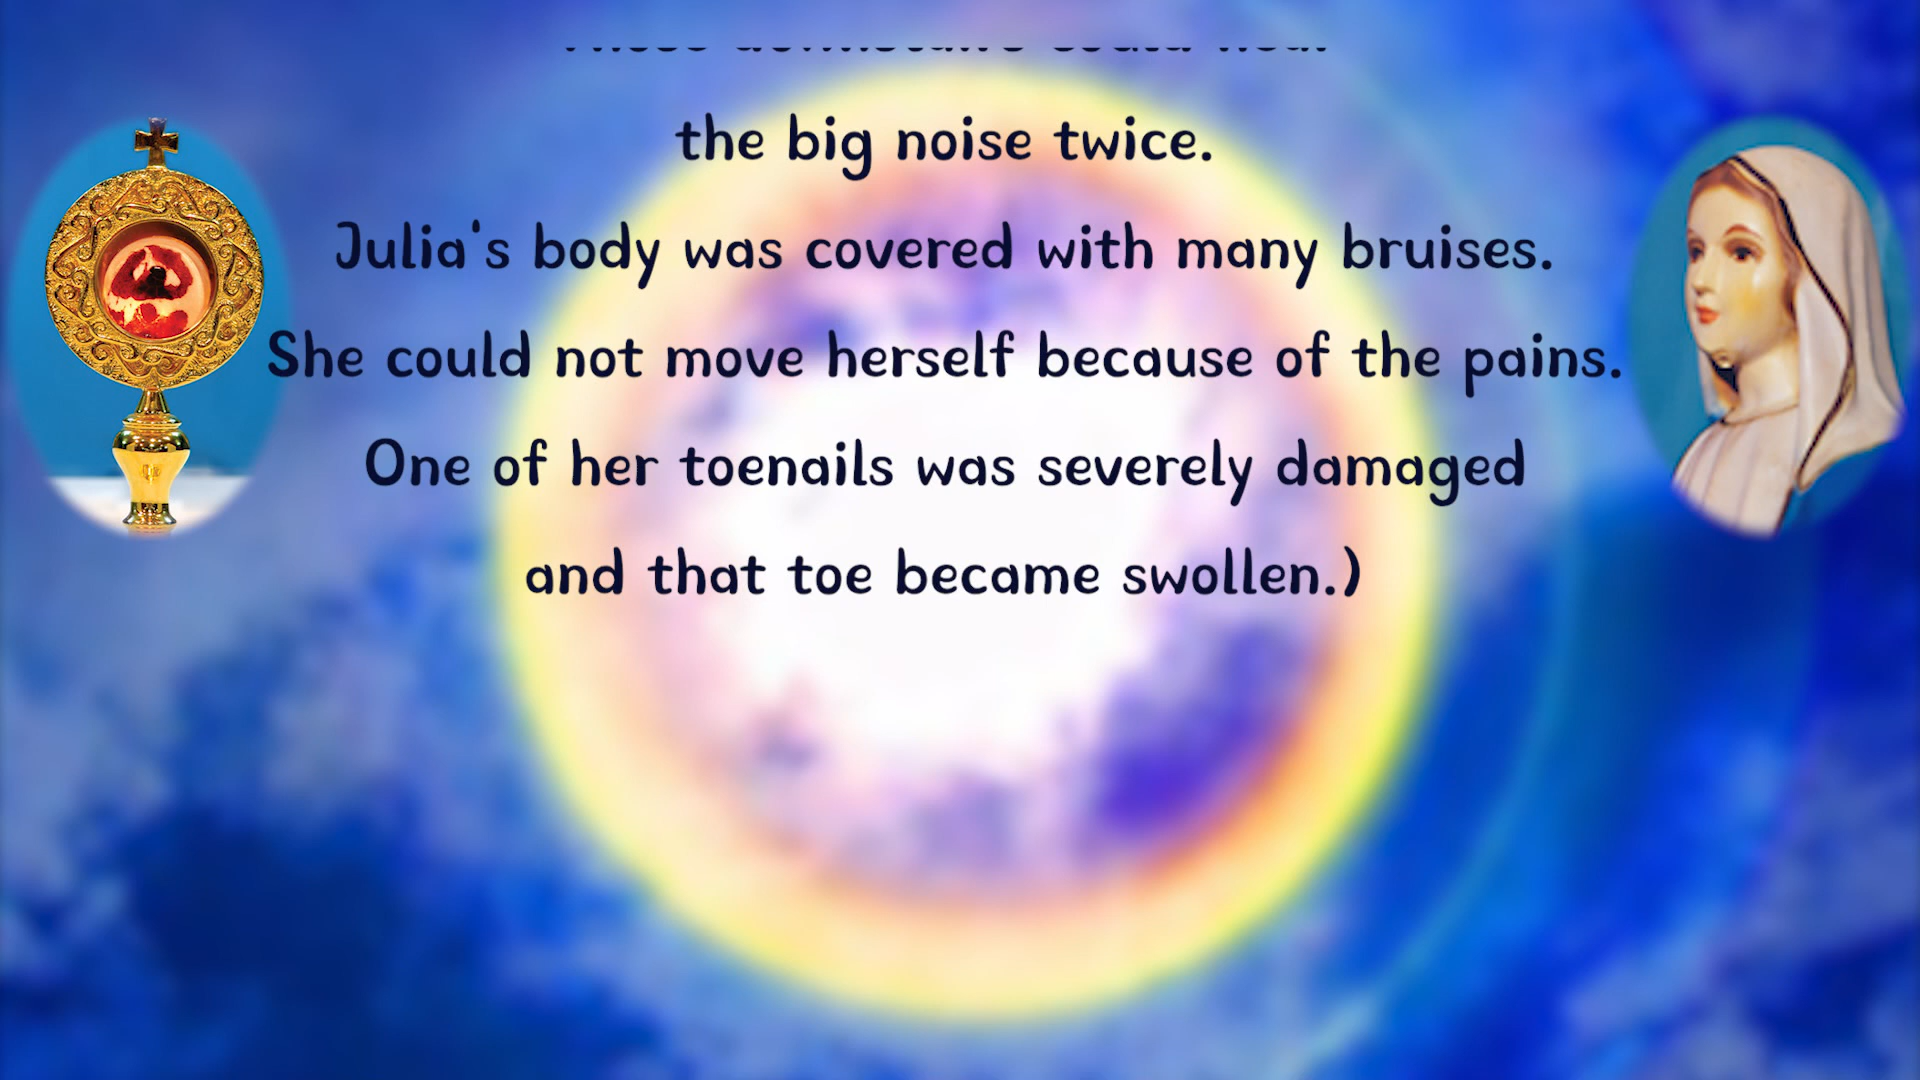 the big noise twice.
Julia's body was covered with many bruises.
She could not move herself because of the pains.
One of her toenails was severely damaged
and that toe became swollen.)